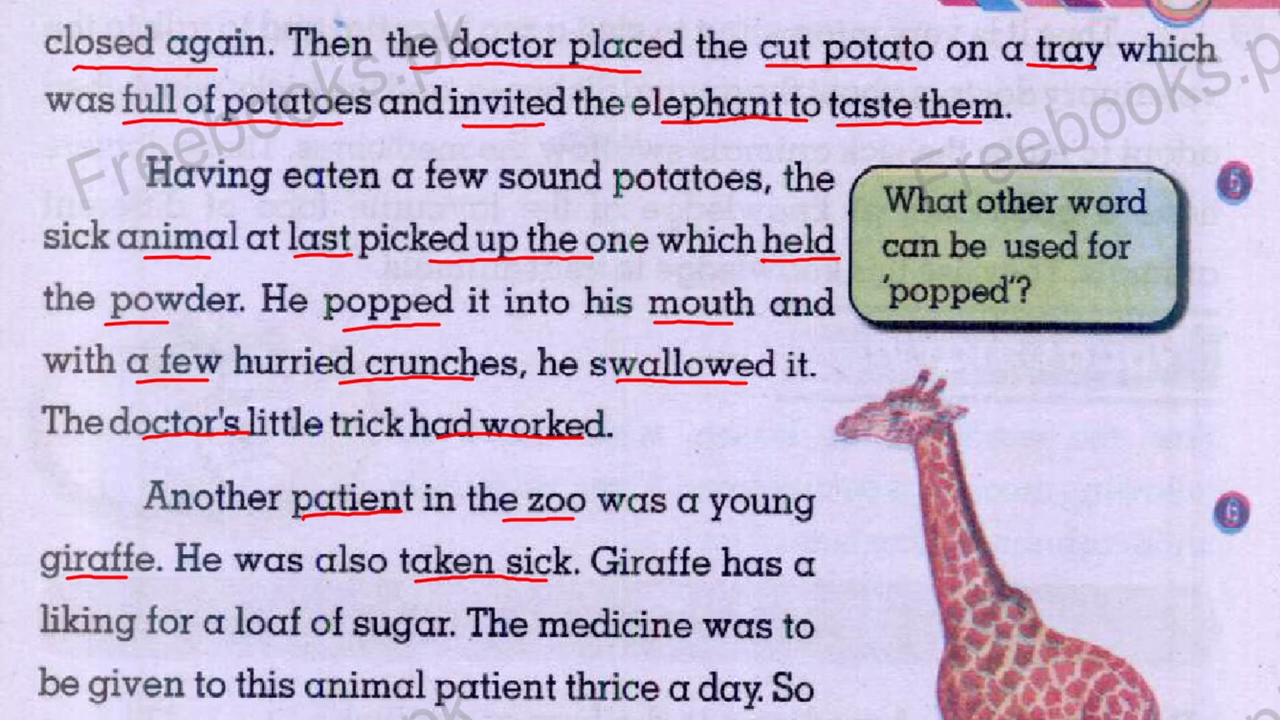 closed again. Then the doctor placed the cut potato on a tray which
was full of potatoes and invited the elephant to taste them.
Having eaten a few sound potatoes, the
sick animal at last picked up the one which held
the powder. He popped it into his mouth and
with a few hurried crunches, he swallowed it.
The doctor's little trick had worked.
What other word
can be used for
'popped'?
5
Another patient in the zoo was a young
giraffe. He was also taken sick. Giraffe has a
liking for a loaf of sugar. The medicine was to
be given to this animal patient thrice a day. So
6
Freebooks.pk
Freebooks.p